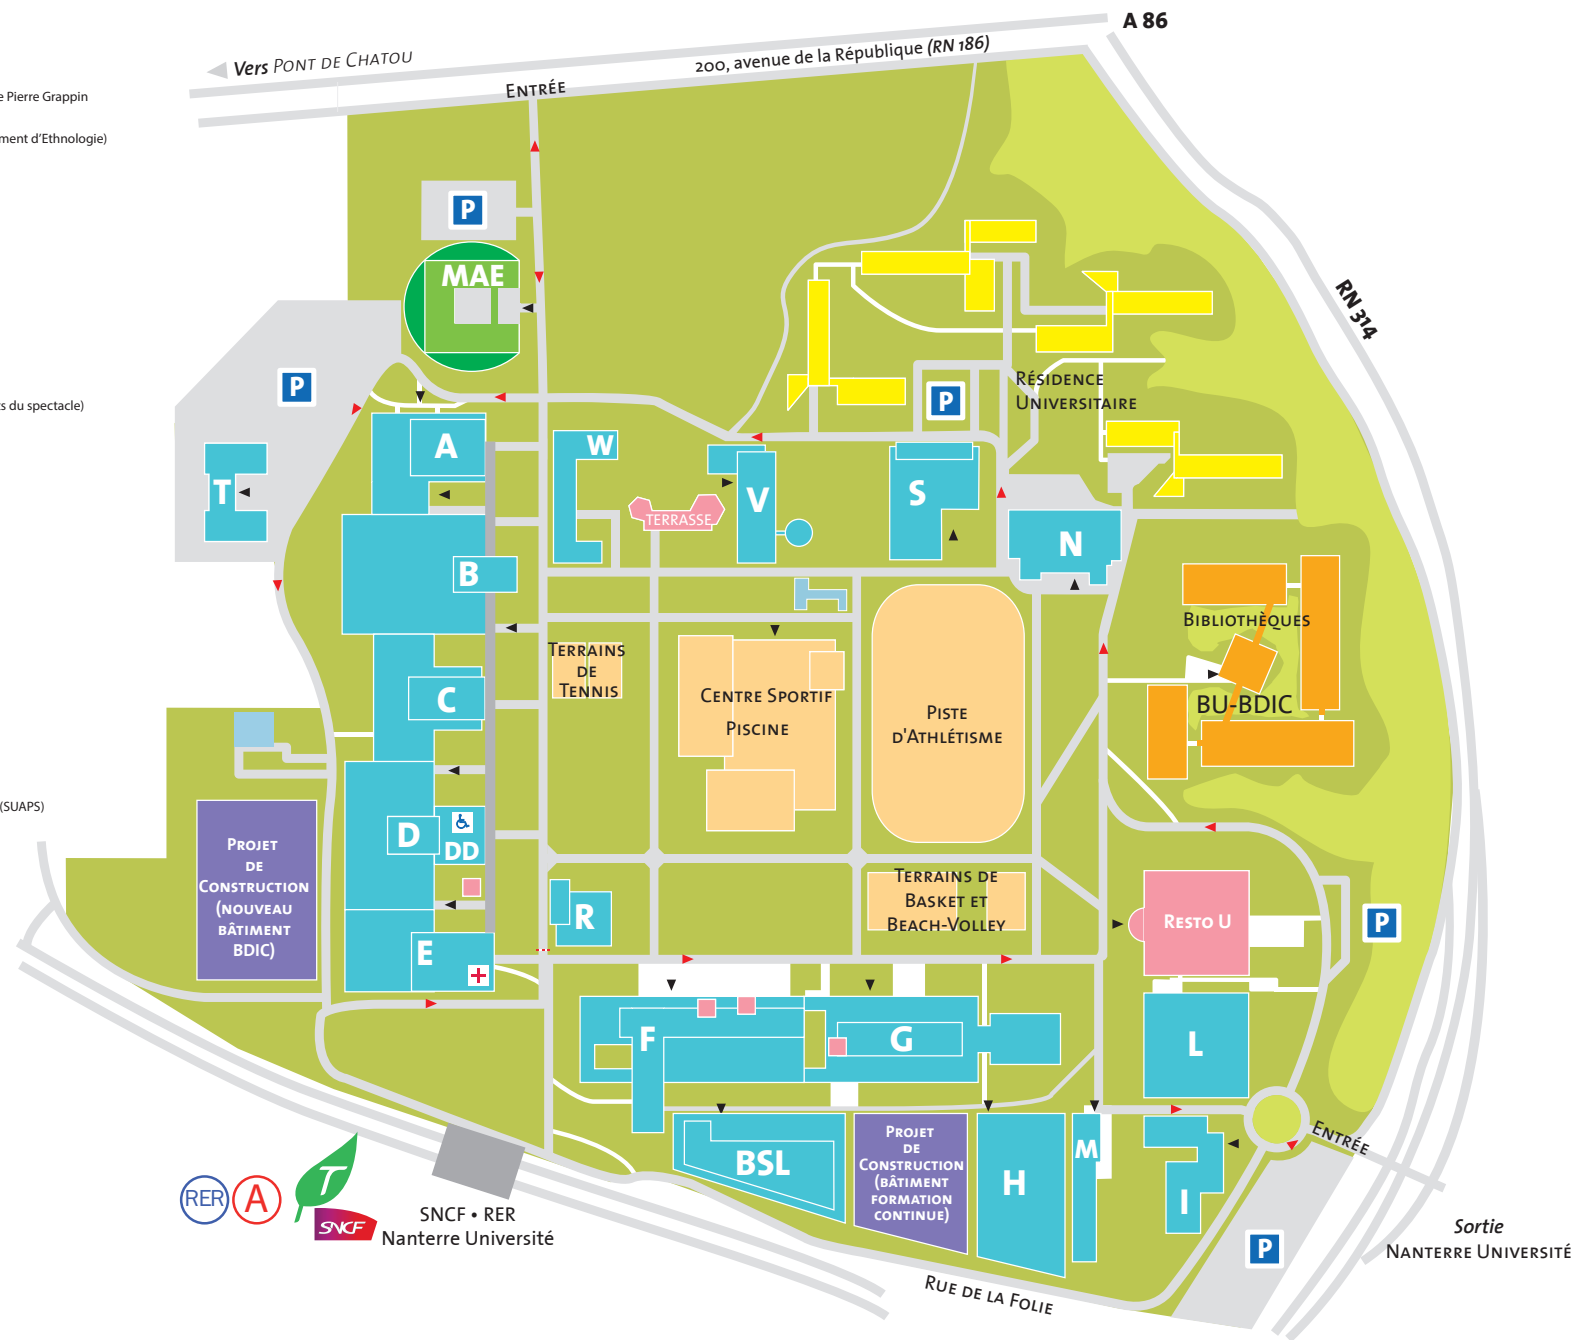 A 86
Vers PONT DE CHATOU
200, avenue de la République (RN 186)
ENTRÉE
e Pierre Grappin
ment d'Ethnologie)
P
MAE
RN 314
P
RÉSIDENCE
UNIVERSITAIRE
P
s du spectacle)
A
W
T
V
S
TERRASSE
N
B
BIBLIOTHÈQUES
TERRAINS
DE
TENNIS
C
CENTRE SPORTIF
PISCINE
PISTE
D'ATHLÉTISME
BU-BDIC
(SUAPS)
D
DD
PROJET
DE
CONSTRUCTION
(NOUVEAU
BÂTIMENT
BDIC)
TERRAINS DE
BASKET ET
BEACH-VOLLEY
R
RESTO U
P
E
F
G
L
BSL
PROJET
DE
CONSTRUCTION
(BÂTIMENT
FORMATION
CONTINUE)
H
M
I
ENTRÉE
RER
A
T
SNCF
SNCF • RER
Nanterre Université
P
Sortie
NANTERRE UNIVERSITÉ
RUE DE LA FOLIE